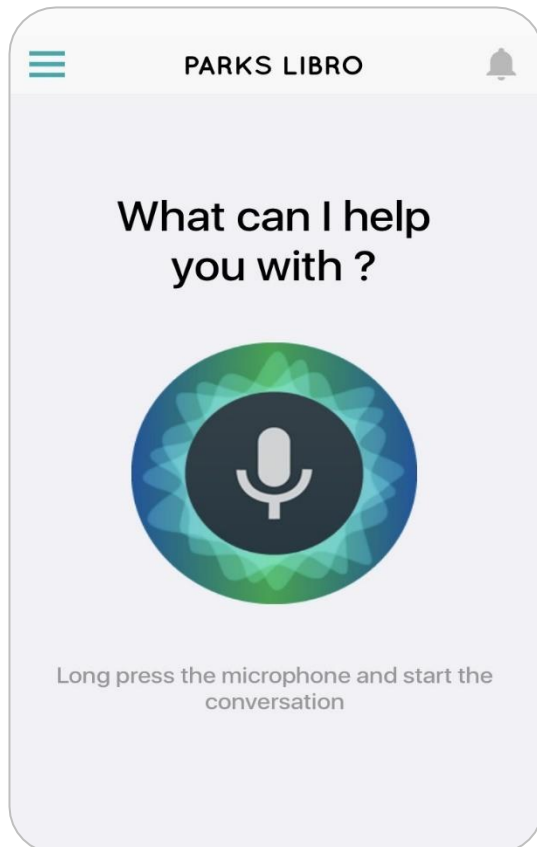 PARKS LIBRO
What can I help
you with ?
Long press the microphone and start the
conversation